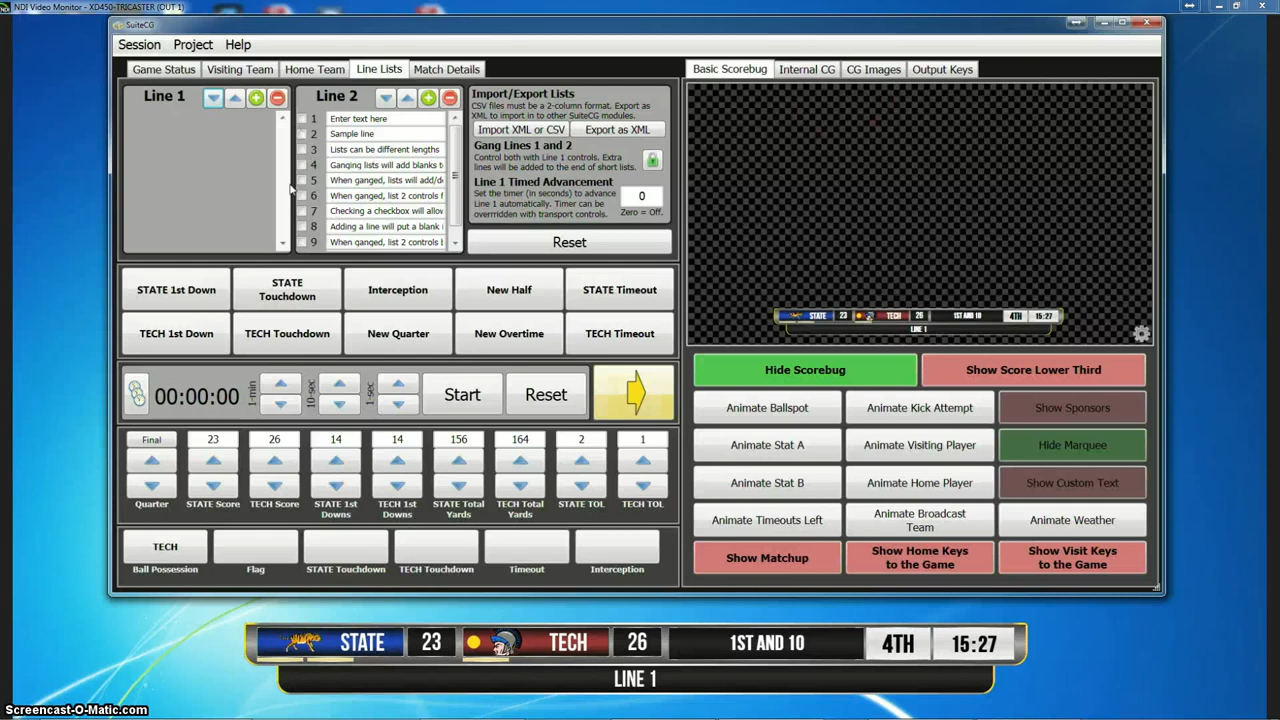 NDI Video Monitor - XD450-TRICASTER (OUT 1)
SuiteCG
Session Project Help
Game Status Visiting Team Home Team Line Lists Match Details
Basic Scorebug Internal CG CG Images Output Keys
Line 1
Line 2
1 Enter text here
2 Sample line
3 Lists can be different lengths
4 Ganging lists will add blanks t
5 When ganged, lists will add/d
6 When ganged, list 2 controls f
7 Checking a checkbox will allow
8 Adding a line will put a blank i
9 When ganged, list 2 controls b
Import/Export Lists
CSV files must be a 2-column format. Export as
XML to import in to other SuiteCG modules.
Import XML or CSV Export as XML
Gang Lines 1 and 2
Control both with Line 1 controls. Extra
lines will be added to the end of short lists.
Line 1 Timed Advancement
Set the timer (in seconds) to advance
Line 1 automatically. Timer can be
overrridden with transport controls.
0
Zero = Off.
Reset
STATE 1st Down
STATE
Touchdown
Interception
New Half
STATE Timeout
TECH 1st Down
TECH Touchdown
New Quarter
New Overtime
TECH Timeout
00:00:00
1-min
10-sec
1-sec
Start
Reset
Final 23 26 14 14 156 164 2 1
Quarter
STATE Score
TECH Score
STATE 1st
Downs
TECH 1st
Downs
STATE Total
Yards
TECH Total
Yards
STATE TOL
TECH TOL
TECH
Ball Possession Flag STATE Touchdown TECH Touchdown Timeout Interception
STATE 23 TECH 26 1ST AND 10 4TH 15:27
LINE 1
Hide Scorebug
Show Score Lower Third
Animate Ballspot
Animate Kick Attempt
Show Sponsors
Animate Stat A
Animate Visiting Player
Hide Marquee
Animate Stat B
Animate Home Player
Show Custom Text
Animate Timeouts Left
Animate Broadcast
Team
Animate Weather
Show Matchup
Show Home Keys
to the Game
Show Visit Keys
to the Game
STATE 23 TECH 26 1ST AND 10 4TH 15:27
LINE 1
Screencast-O-Matic.com